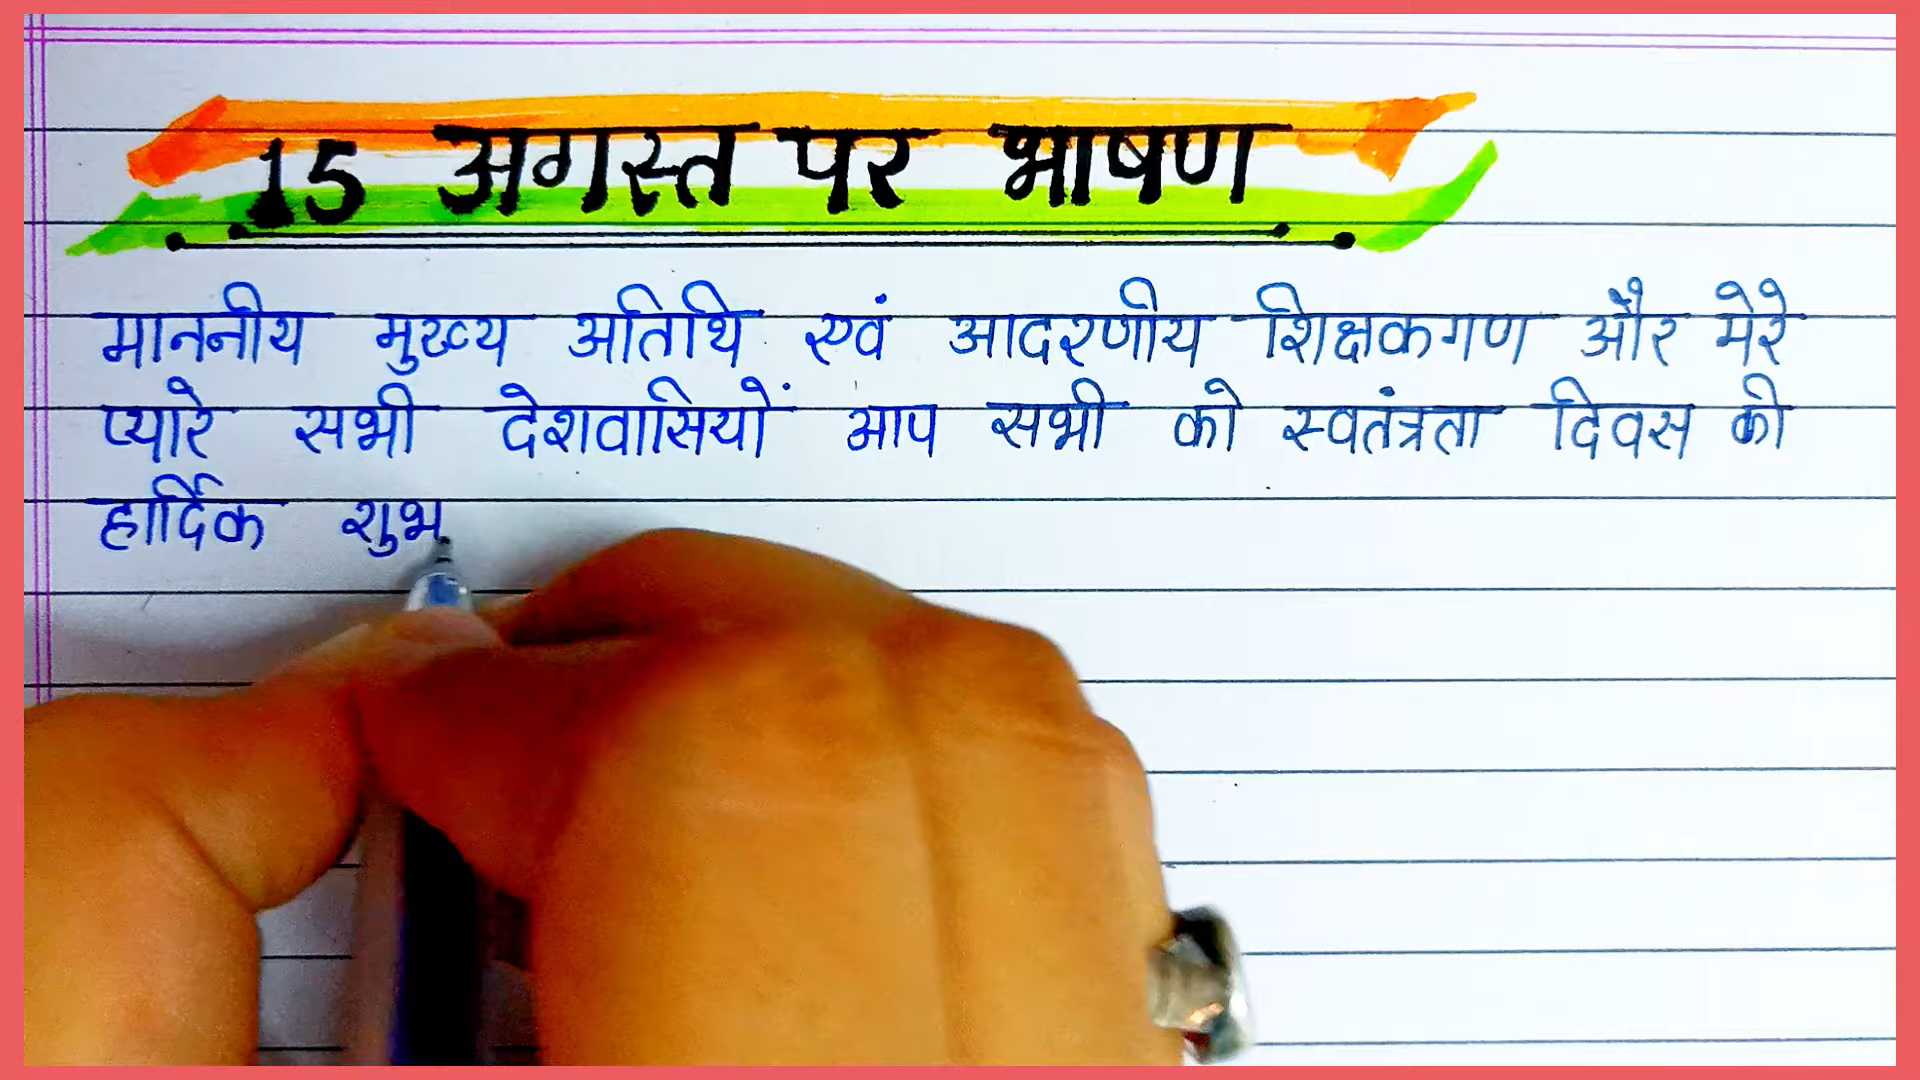 15 अगस्त पर भाषण
माननीय मुख्य अतिथि एवं आदरणीय शिक्षकगण और मेरे
प्यारे सभी देशवासियों आप सभी को स्वतंत्रता दिवस की
हार्दिक शुभ